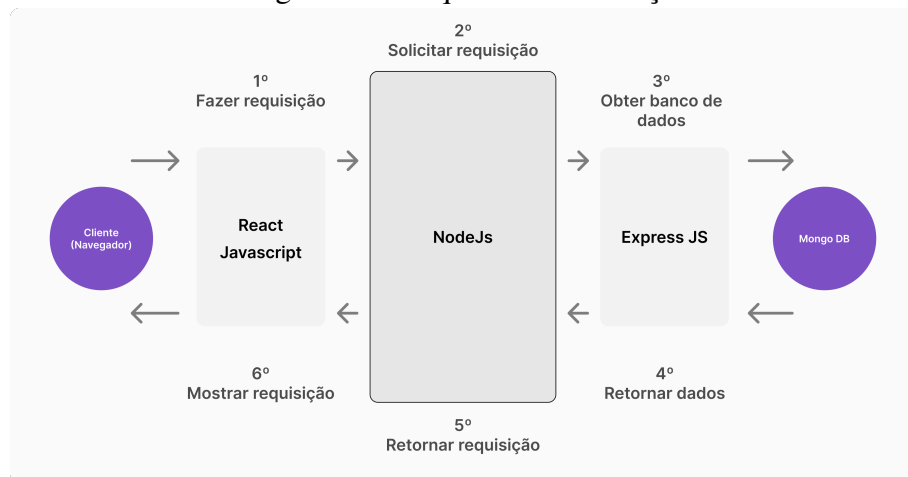 2º
Solicitar requisição
1º
Fazer requisição
3º
Obter banco de
dados
Cliente
(Navegador)
React
Javascript
NodeJs
Express JS
Mongo DB
6º
Mostrar requisição
4º
Retornar dados
5º
Retornar requisição